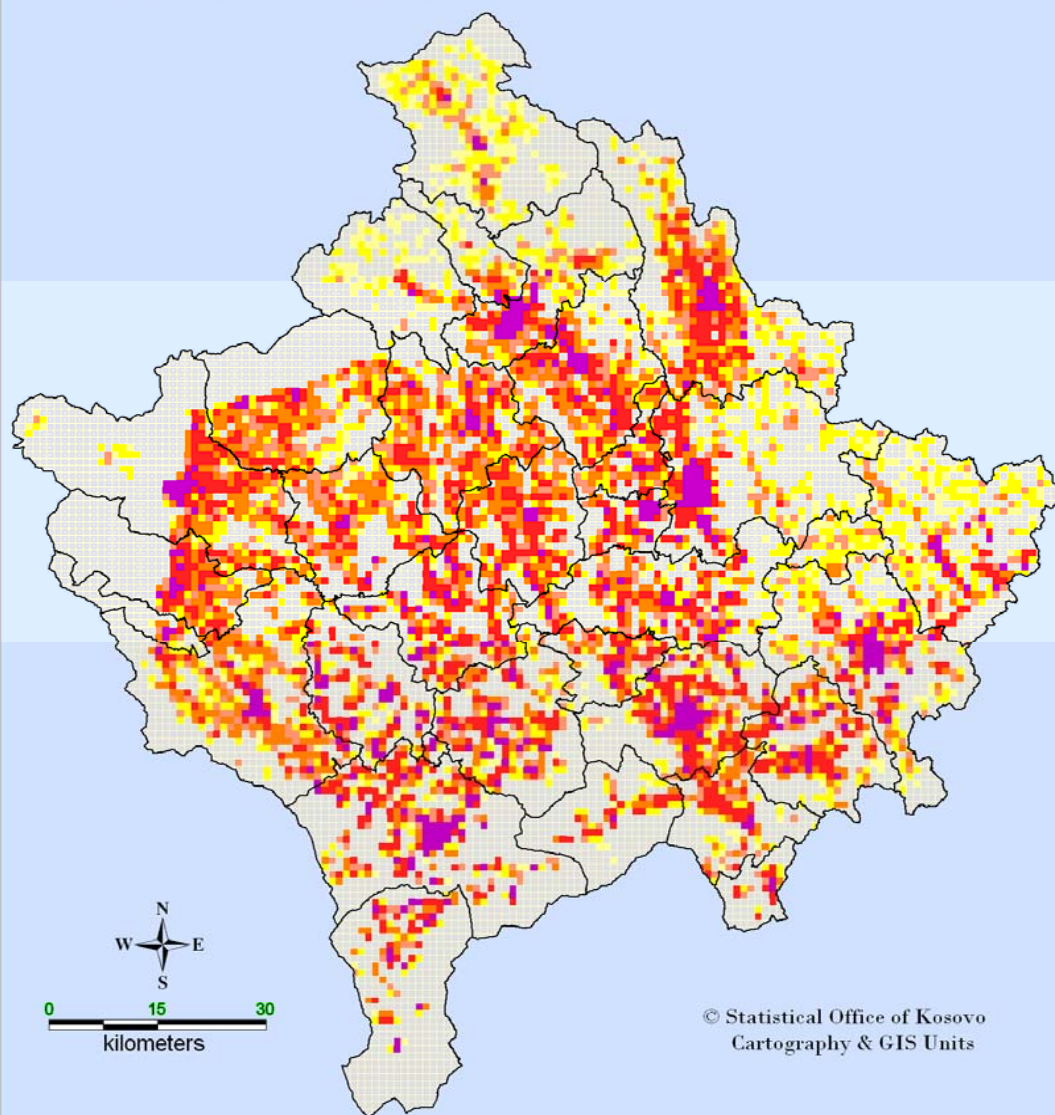 N
W E
S
0 15 30
kilometers
© Statistical Office of Kosovo
Cartography & GIS Units